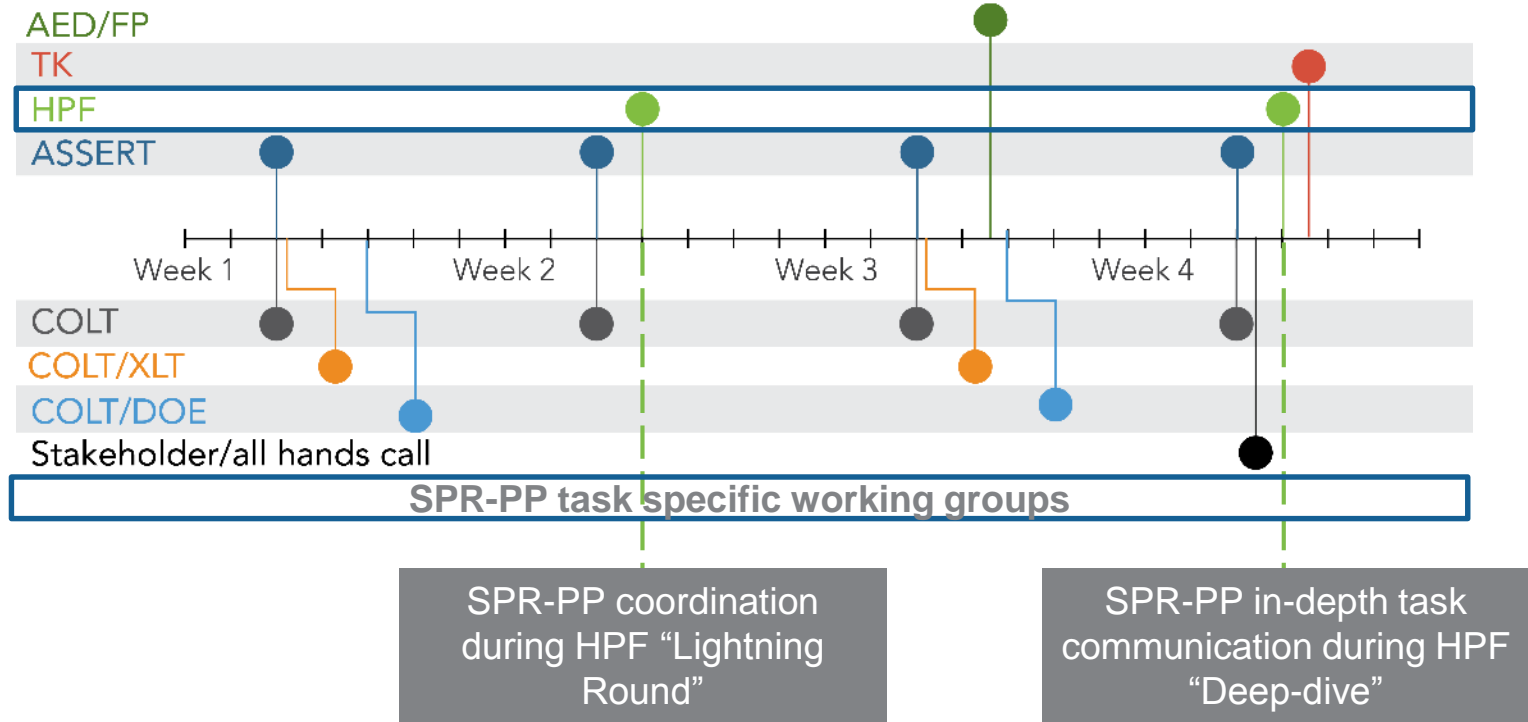 AED/FP
TK
HPF
ASSERT
Week 1
Week 2
Week 3
Week 4
COLT
COLT/XLT
COLT/DOE
Stakeholder/all hands call
SPR-PP task specific working groups
SPR-PP coordination
during HPF “Lightning
Round”
SPR-PP in-depth task
communication during HPF
“Deep-dive”